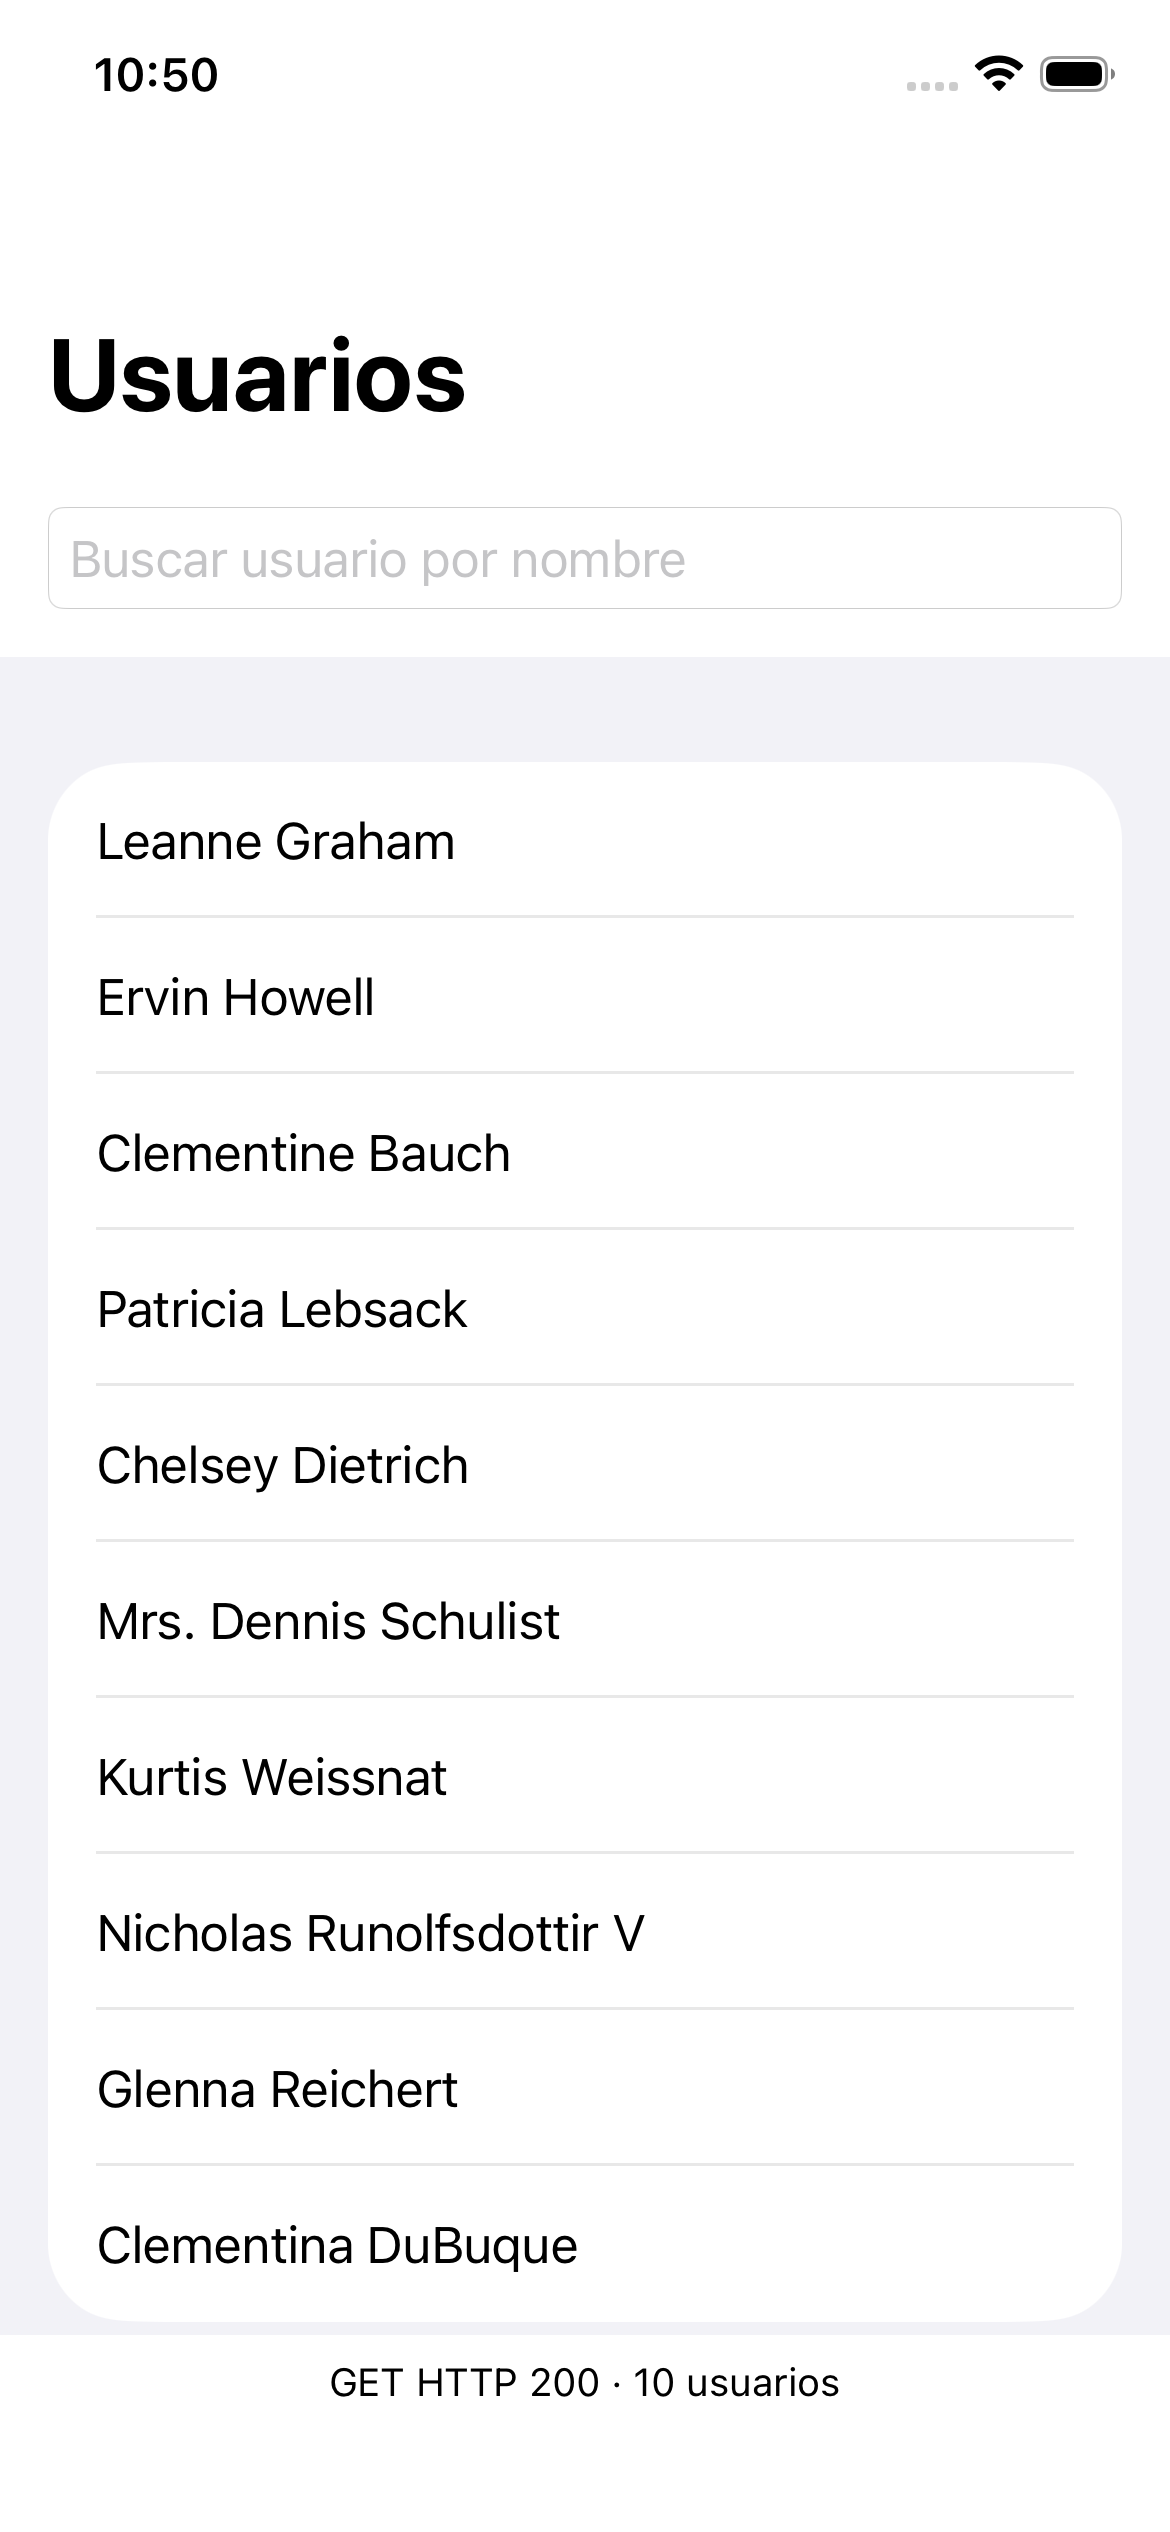 10:50
Usuarios
Buscar usuario por nombre
Leanne Graham
Ervin Howell
Clementine Bauch
Patricia Lebsack
Chelsey Dietrich
Mrs. Dennis Schulist
Kurtis Weissnat
Nicholas Runolfsdottir V
Glenna Reichert
Clementina DuBuque
GET HTTP 200 · 10 usuarios